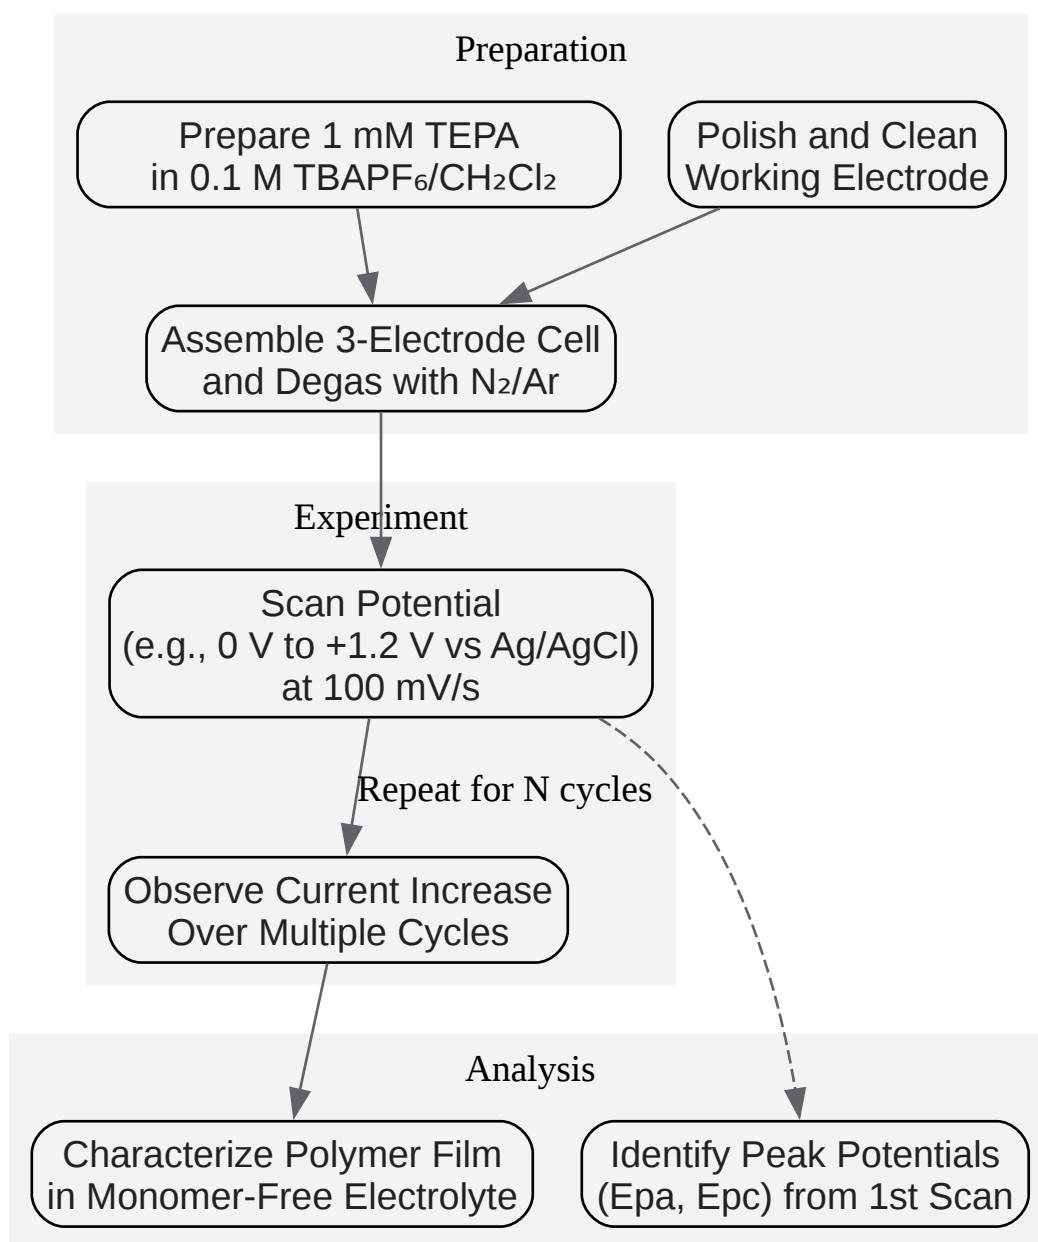 Preparation
Prepare 1 mM TEPA
in 0.1 M TBAPF₆/CH₂Cl₂
Polish and Clean
Working Electrode
Assemble 3-Electrode Cell
and Degas with N₂/Ar
Experiment
Scan Potential
(e.g., 0 V to +1.2 V vs Ag/AgCl)
at 100 mV/s
Repeat for N cycles
Observe Current Increase
Over Multiple Cycles
Analysis
Characterize Polymer Film
in Monomer-Free Electrolyte
Identify Peak Potentials
(Epa, Epc) from 1st Scan